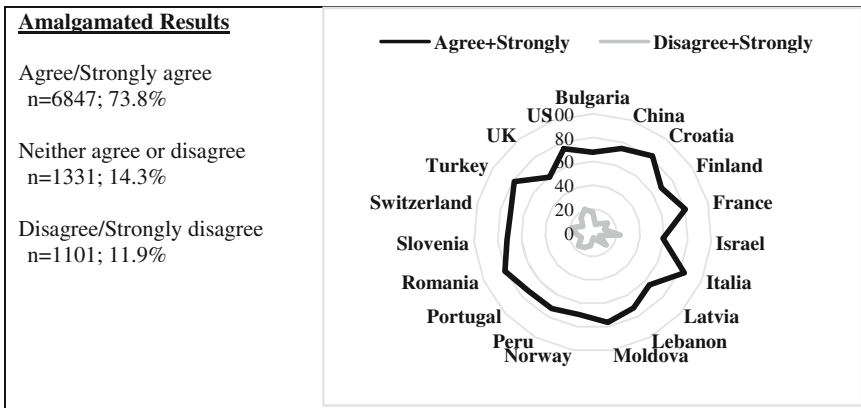 Amalgamated Results
Agree/Strongly agree
n=6847; 73.8%
Neither agree or disagree
n=1331; 14.3%
Disagree/Strongly disagree
n=1101; 11.9%
Agree+Strongly
Disagree+Strongly
Bulgaria
China
Croatia
Finland
France
Israel
Italia
Latvia
Lebanon
Moldova
Norway
Peru
Portugal
Romania
Slovenia
Switzerland
Turkey
UK
US
100
80
60
40
20
0